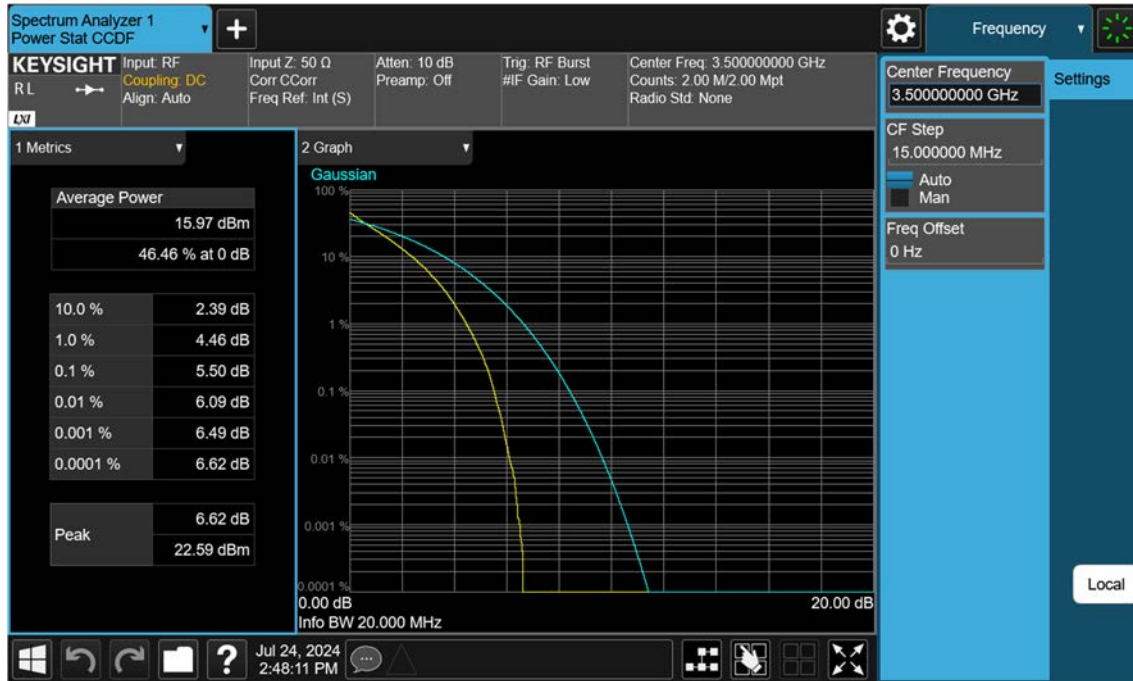 Spectrum Analyzer 1
Power Stat CCDF
Frequency
KEYSIGHT
R L
LXI
Input: RF
Coupling: DC
Align: Auto
Input Z: 50 Ω
Corr CCorr
Freq Ref: Int (S)
Atten: 10 dB
Preamp: Off
Trig: RF Burst
#IF Gain: Low
Center Freq: 3.500000000 GHz
Counts: 2.00 M/2.00 Mpt
Radio Std: None
Center Frequency
3.500000000 GHz
Settings
CF Step
15.000000 MHz
Auto
Man
Freq Offset
0 Hz
Local
1 Metrics
Average Power
15.97 dBm
46.46 % at 0 dB
10.0 % 2.39 dB
1.0 % 4.46 dB
0.1 % 5.50 dB
0.01 % 6.09 dB
0.001 % 6.49 dB
0.0001 % 6.62 dB
Peak
6.62 dB
22.59 dBm
2 Graph
Gaussian
100 %
10 %
1 %
0.1 %
0.01 %
0.001 %
0.0001 %
0.00 dB 20.00 dB
Info BW 20.000 MHz
?
Jul 24, 2024
2:48:11 PM